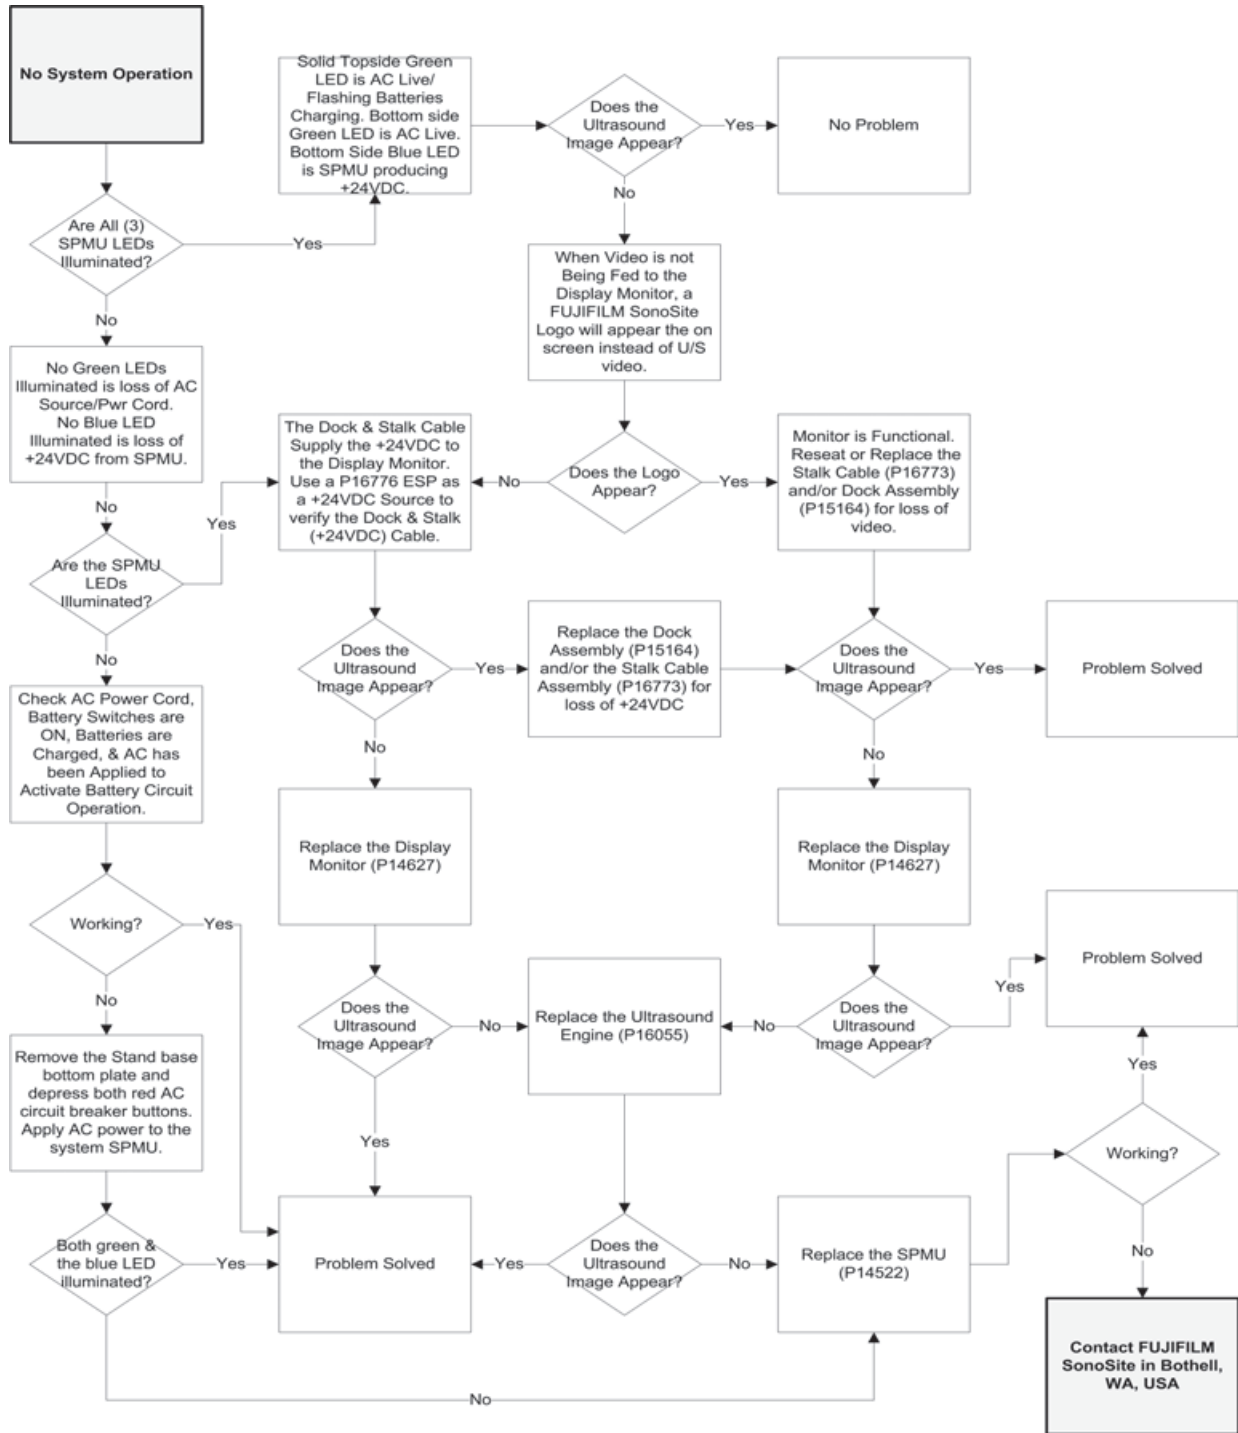 No System Operation
Solid Topside Green
LED is AC Live/
Flashing Batteries
Charging. Bottom side
Green LED is AC Live.
Bottom Side Blue LED
is SPMU producing
+24VDC.
Does the
Ultrasound
Image Appear?
Yes
No Problem
No
Are All (3)
SPMU LEDs
Illuminated?
Yes
When Video is not
Being Fed to the
Display Monitor, a
FUJIFILM SonoSite
Logo will appear the on
screen instead of U/S
video.
No
No Green LEDs
Illuminated is loss of AC
Source/Pwr Cord.
No Blue LED
Illuminated is loss of
+24VDC from SPMU.
The Dock & Stalk Cable
Supply the +24VDC to
the Display Monitor.
Use a P16776 ESP as
a +24VDC Source to
verify the Dock & Stalk
(+24VDC) Cable.
No
Does the Logo
Appear?
Yes
Monitor is Functional.
Reseat or Replace the
Stalk Cable (P16773)
and/or Dock Assembly
(P15164) for loss of
video.
No
Yes
Are the SPMU
LEDs
Illuminated?
Does the
Ultrasound
Image Appear?
Yes
Replace the Dock
Assembly (P15164)
and/or the Stalk Cable
Assembly (P16773) for
loss of +24VDC
Does the
Ultrasound
Image Appear?
Yes
Problem Solved
No
Check AC Power Cord,
Battery Switches are
ON, Batteries are
Charged, & AC has
been Applied to
Activate Battery Circuit
Operation.
No
No
Replace the Display
Monitor (P14627)
Replace the Display
Monitor (P14627)
Working?
Yes
Problem Solved
No
Does the
Ultrasound
Image Appear?
No
Replace the Ultrasound
Engine (P16055)
No
Does the
Ultrasound
Image Appear?
Yes
Remove the Stand base
bottom plate and
depress both red AC
circuit breaker buttons.
Apply AC power to the
system SPMU.
Yes
Yes
Working?
Both green &
the blue LED
illuminated?
Yes
Problem Solved
Yes
Does the
Ultrasound
Image Appear?
No
Replace the SPMU
(P14522)
No
Contact FUJIFILM
SonoSite in Bothell,
WA, USA
No